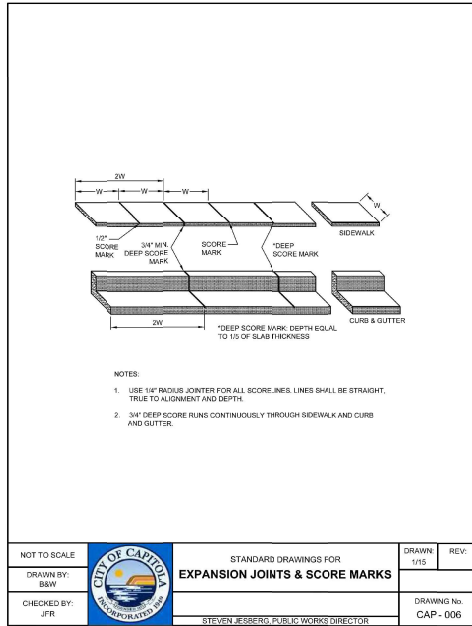 2W
W W W
W
SIDEWALK
1/2"
SCORE
MARK
3/4" MIN.
DEEP SCORE
MARK
SCORE
MARK
*DEEP
SCORE MARK
CURB & GUTTER
2W
*DEEP SCORE MARK: DEPTH EQUAL
TO 1/5 OF SLAB THICKNESS
NOTES:
1. USE 1/4" RADIUS JOINTER FOR ALL SCORELINES. LINES SHALL BE STRAIGHT,
TRUE TO ALIGNMENT AND DEPTH.
2. 3/4" DEEP SCORE RUNS CONTINUOUSLY THROUGH SIDEWALK AND CURB
AND GUTTER.
NOT TO SCALE
DRAWN BY:
B&W
CHECKED BY:
JFR
CITY OF CAPITOLA
INCORPORATED 1949
STANDARD DRAWINGS FOR
EXPANSION JOINTS & SCORE MARKS
STEVEN JESBERG, PUBLIC WORKS DIRECTOR
DRAWN:
1/15
REV:
DRAWING No.
CAP - 006